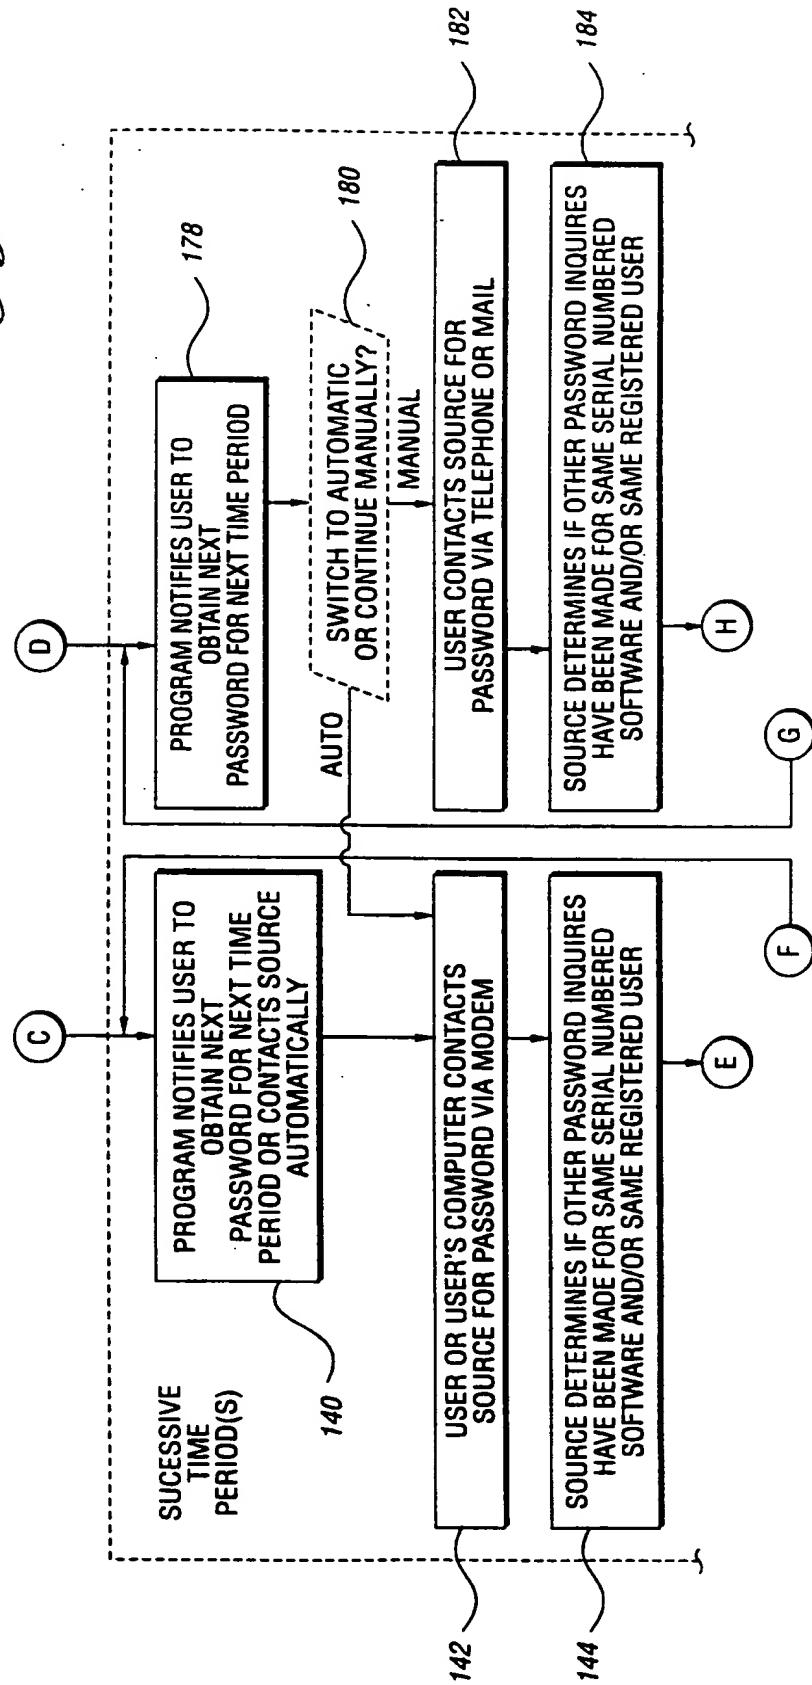 C
D
SUCESSIVE
TIME
PERIOD(S)
PROGRAM NOTIFIES USER TO
OBTAIN NEXT
PASSWORD FOR NEXT TIME
PERIOD OR CONTACTS SOURCE
AUTOMATICALLY
140
PROGRAM NOTIFIES USER TO
OBTAIN NEXT
PASSWORD FOR NEXT TIME PERIOD
178
AUTO
SWITCH TO AUTOMATIC
OR CONTINUE MANUALLY?
180
MANUAL
142
USER OR USER'S COMPUTER CONTACTS
SOURCE FOR PASSWORD VIA MODEM
USER CONTACTS SOURCE FOR
PASSWORD VIA TELEPHONE OR MAIL
182
144
SOURCE DETERMINES IF OTHER PASSWORD INQUIRES
HAVE BEEN MADE FOR SAME SERIAL NUMBERED
SOFTWARE AND/OR SAME REGISTERED USER
SOURCE DETERMINES IF OTHER PASSWORD INQUIRES
HAVE BEEN MADE FOR SAME SERIAL NUMBERED
SOFTWARE AND/OR SAME REGISTERED USER
184
E
H
F
G